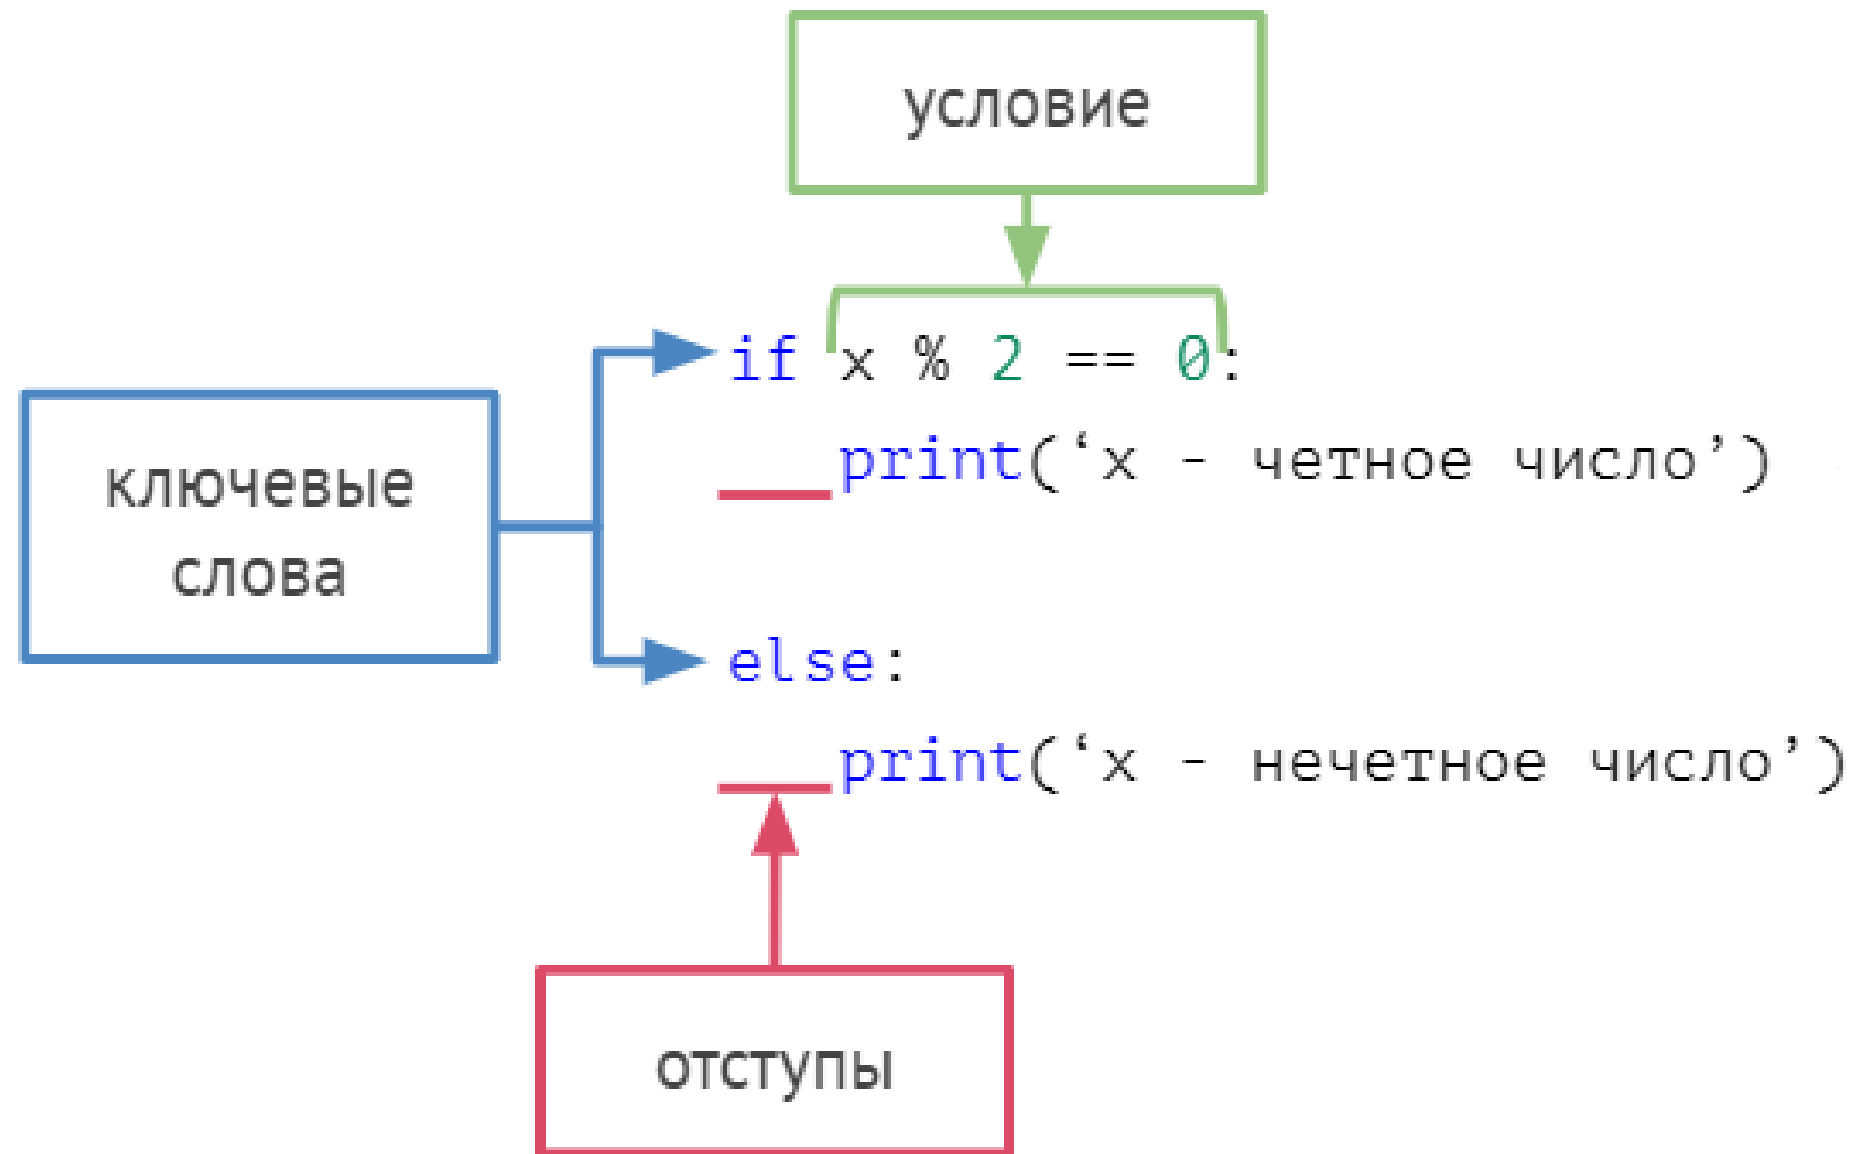 условие
if x % 2 == 0:
print(‘x - четное число’)
ключевые
слова
else:
print(‘x - нечетное число’)
отступы